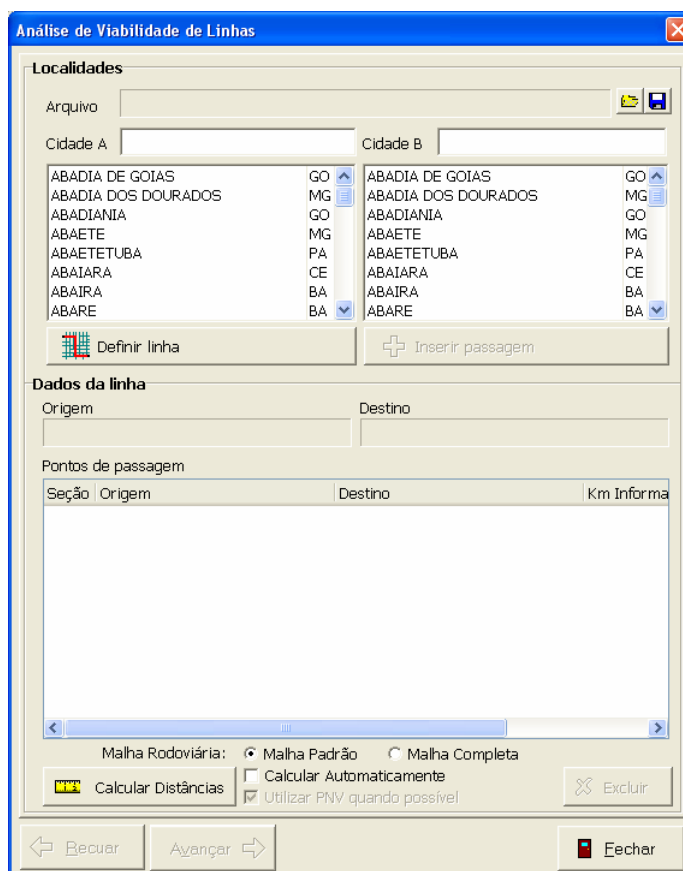 Análise de Viabilidade de Linhas
Localidades
Arquivo
Cidade A Cidade B
ABADIA DE GOIAS GO ABADIA DE GOIAS GO
ABADIA DOS DOURADOS MG ABADIA DOS DOURADOS MG
ABADIANIA GO ABADIANIA GO
ABAETE MG ABAETE MG
ABAETETUBA PA ABAETETUBA PA
ABAIARA CE ABAIARA CE
ABAIRA BA ABAIRA BA
ABARE BA ABARE BA
Definir linha Inserir passagem
Dados da linha
Origem Destino
Pontos de passagem
Seção Origem Destino Km Informa
Malha Rodoviária: Malha Padrão Malha Completa
Calcular Distâncias Calcular Automaticamente Excluir
Utilizar PNV quando possível
Recuar Avançar Fechar